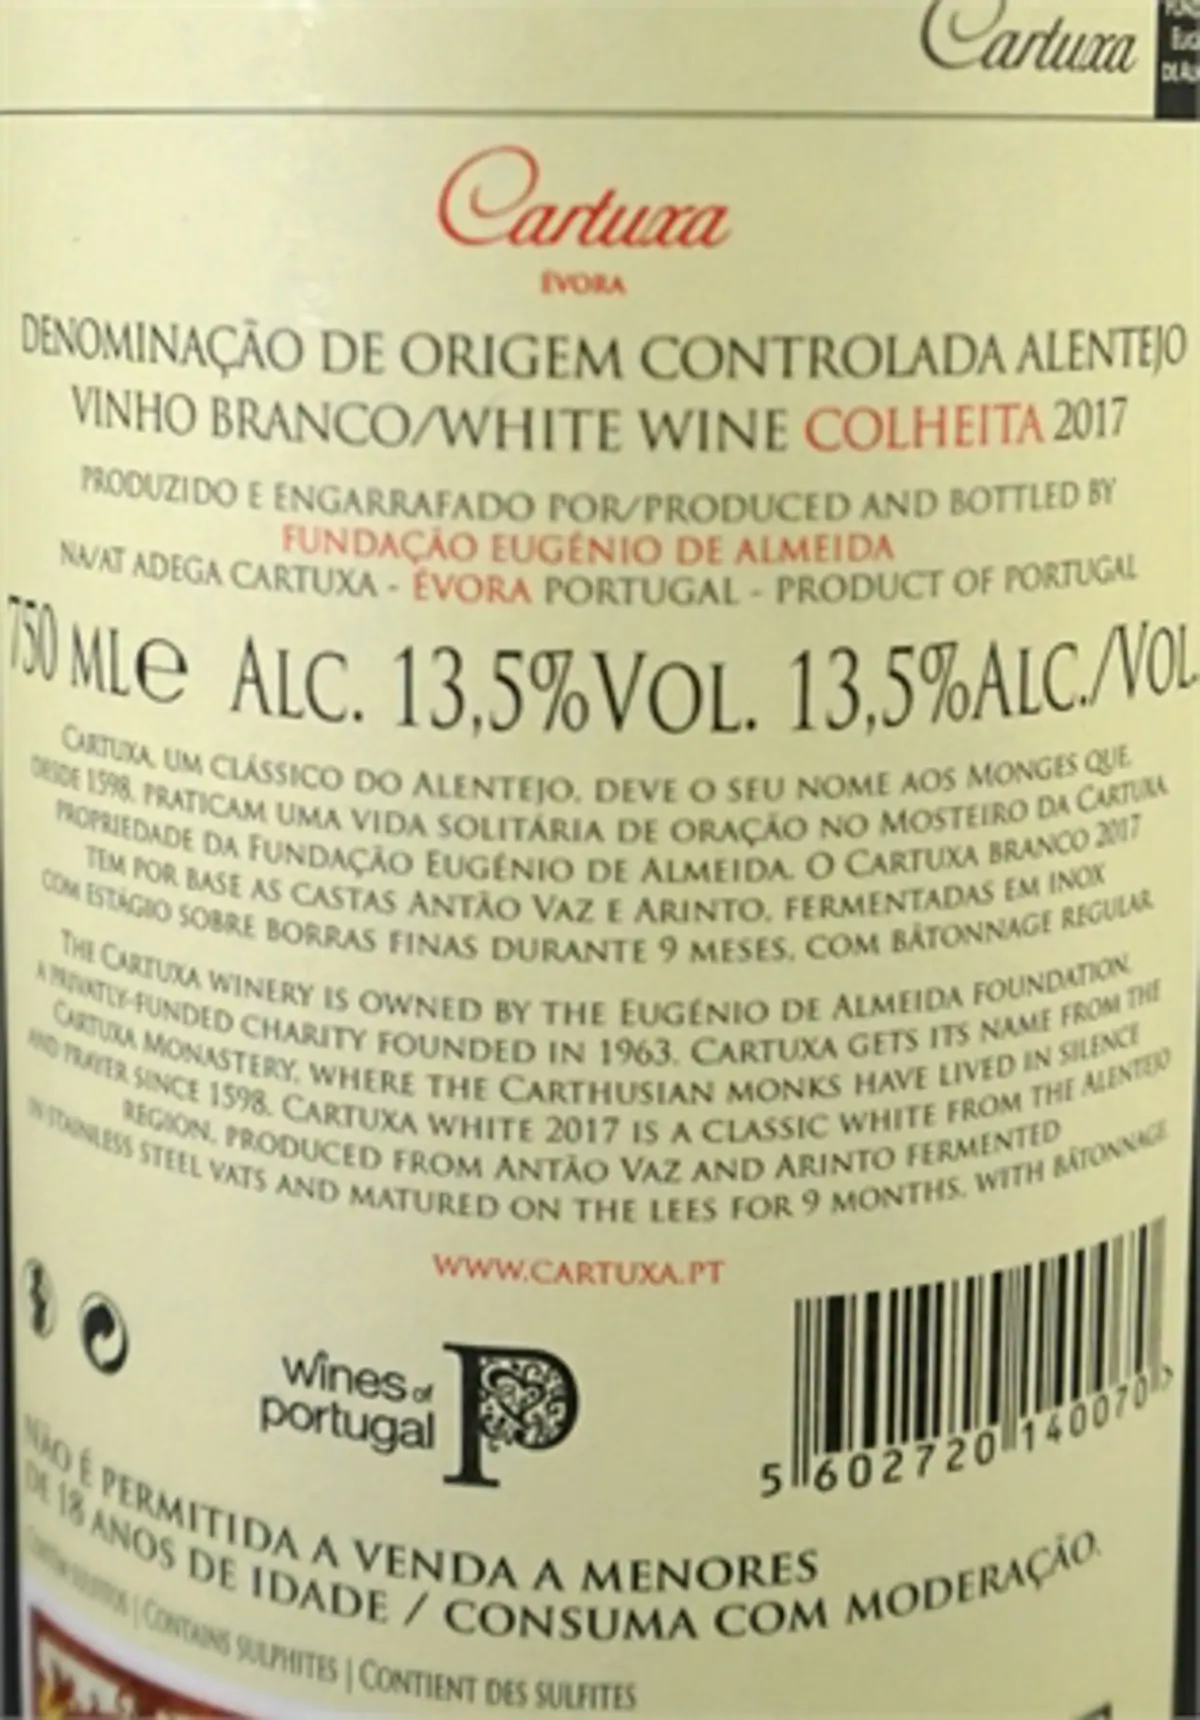 Cartuxa
Cartuxa
ÉVORA
DENOMINAÇÃO DE ORIGEM CONTROLADA ALENTEJO
VINHO BRANCO/WHITE WINE COLHEITA 2017
PRODUZIDO E ENGARRAFADO POR/PRODUCED AND BOTTLED BY
FUNDAÇÃO EUGÉNIO DE ALMEIDA
NA/AT ADEGA CARTUXA - ÉVORA PORTUGAL - PRODUCT OF PORTUGAL
750 ML℮ ALC. 13,5%VOL. 13,5%ALC./VOL.
CARTUXA, UM CLÁSSICO DO ALENTEJO, DEVE O SEU NOME AOS MONGES QUE,
DESDE 1598, PRATICAM UMA VIDA SOLITÁRIA DE ORAÇÃO NO MOSTEIRO DA CARTUXA
PROPRIEDADE DA FUNDAÇÃO EUGÉNIO DE ALMEIDA. O CARTUXA BRANCO 2017
TEM POR BASE AS CASTAS ANTÃO VAZ E ARINTO, FERMENTADAS EM INOX
COM ESTÁGIO SOBRE BORRAS FINAS DURANTE 9 MESES, COM BÂTONNAGE REGULAR
THE CARTUXA WINERY IS OWNED BY THE EUGÉNIO DE ALMEIDA FOUNDATION,
A PRIVATLY-FUNDED CHARITY FOUNDED IN 1963. CARTUXA GETS ITS NAME FROM THE
CARTUXA MONASTERY, WHERE THE CARTHUSIAN MONKS HAVE LIVED IN SILENCE
AND PRAYER SINCE 1598. CARTUXA WHITE 2017 IS A CLASSIC WHITE FROM THE ALENTEJO
REGION, PRODUCED FROM ANTÃO VAZ AND ARINTO FERMENTED
IN STAINLESS STEEL VATS AND MATURED ON THE LEES FOR 9 MONTHS, WITH BÂTONNAGE
WWW.CARTUXA.PT
wines of
portugal P
5 602720 140070 >
NÃO É PERMITIDA A VENDA A MENORES
DE 18 ANOS DE IDADE / CONSUMA COM MODERAÇÃO.
CONTÉM SULFITOS | CONTAINS SULPHITES | CONTIENT DES SULFITES